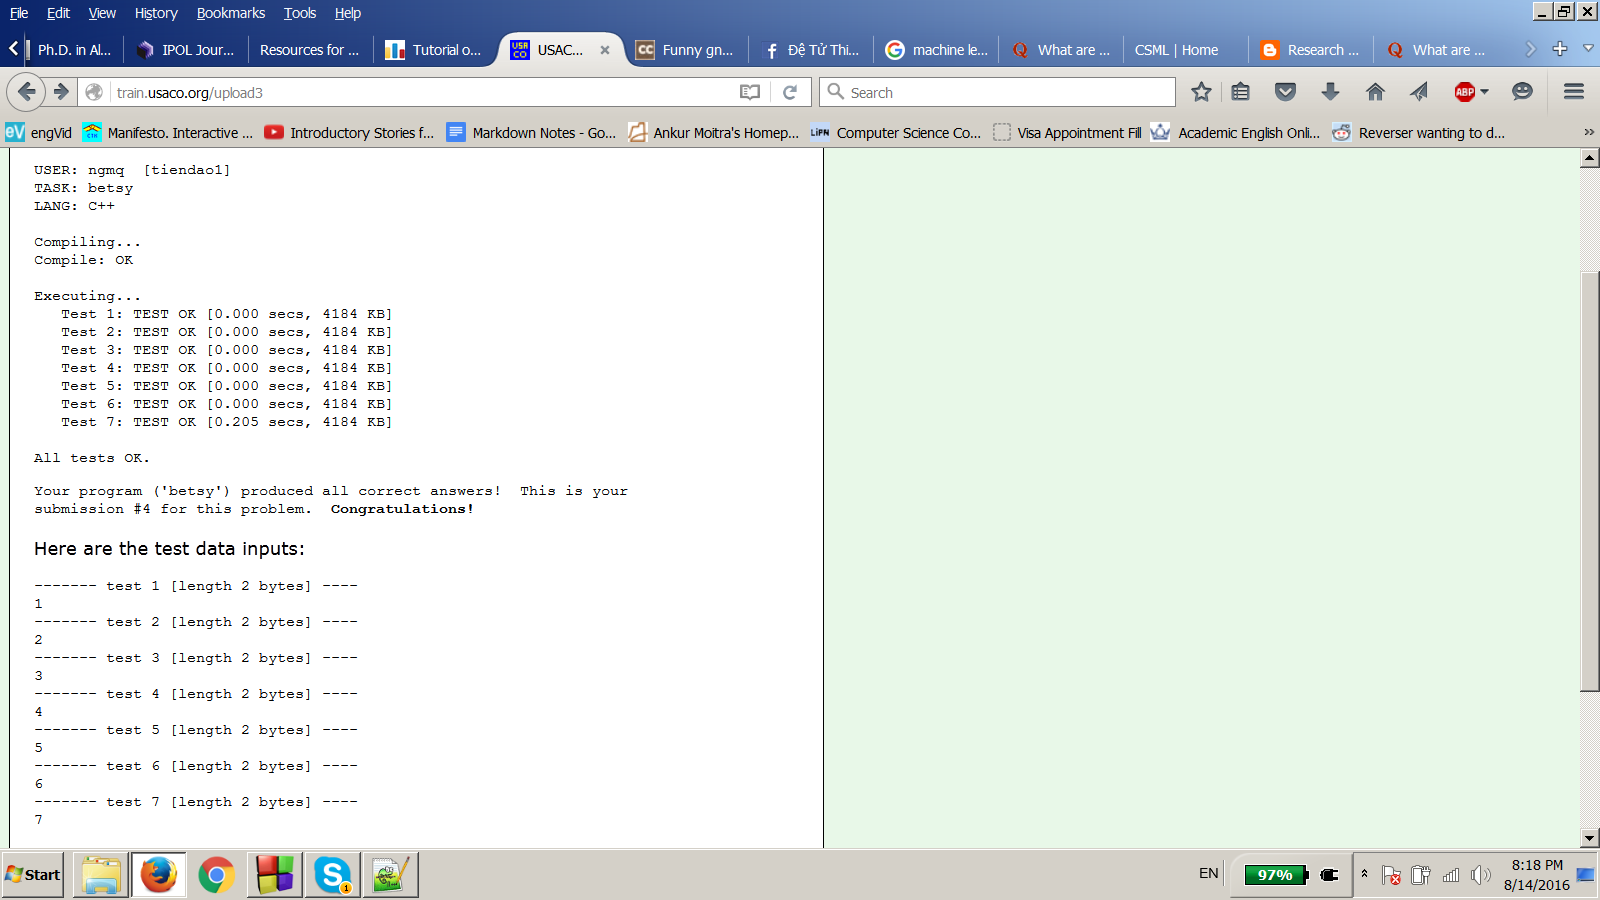 File Edit View History Bookmarks Tools Help
Ph.D. in Al... IPOL Jour... Resources for ... Tutorial o... USAC... Funny gn... Đệ Tử Thi... machine le... What are ... CSML | Home Research ... What are ...
train.usaco.org/upload3 Search ABP
engVid Manifesto. Interactive ... Introductory Stories f... Markdown Notes - Go... Ankur Moitra's Homep... LIPN Computer Science Co... Visa Appointment Fill Academic English Onli... Reverser wanting to d...
USER: ngmq [tiendao1]
TASK: betsy
LANG: C++
Compiling...
Compile: OK
Executing...
Test 1: TEST OK [0.000 secs, 4184 KB]
Test 2: TEST OK [0.000 secs, 4184 KB]
Test 3: TEST OK [0.000 secs, 4184 KB]
Test 4: TEST OK [0.000 secs, 4184 KB]
Test 5: TEST OK [0.000 secs, 4184 KB]
Test 6: TEST OK [0.000 secs, 4184 KB]
Test 7: TEST OK [0.205 secs, 4184 KB]
All tests OK.
Your program ('betsy') produced all correct answers! This is your
submission #4 for this problem. Congratulations!
Here are the test data inputs:
------- test 1 [length 2 bytes] ----
1
------- test 2 [length 2 bytes] ----
2
------- test 3 [length 2 bytes] ----
3
------- test 4 [length 2 bytes] ----
4
------- test 5 [length 2 bytes] ----
5
------- test 6 [length 2 bytes] ----
6
------- test 7 [length 2 bytes] ----
7
Start EN 97% 8:18 PM
8/14/2016